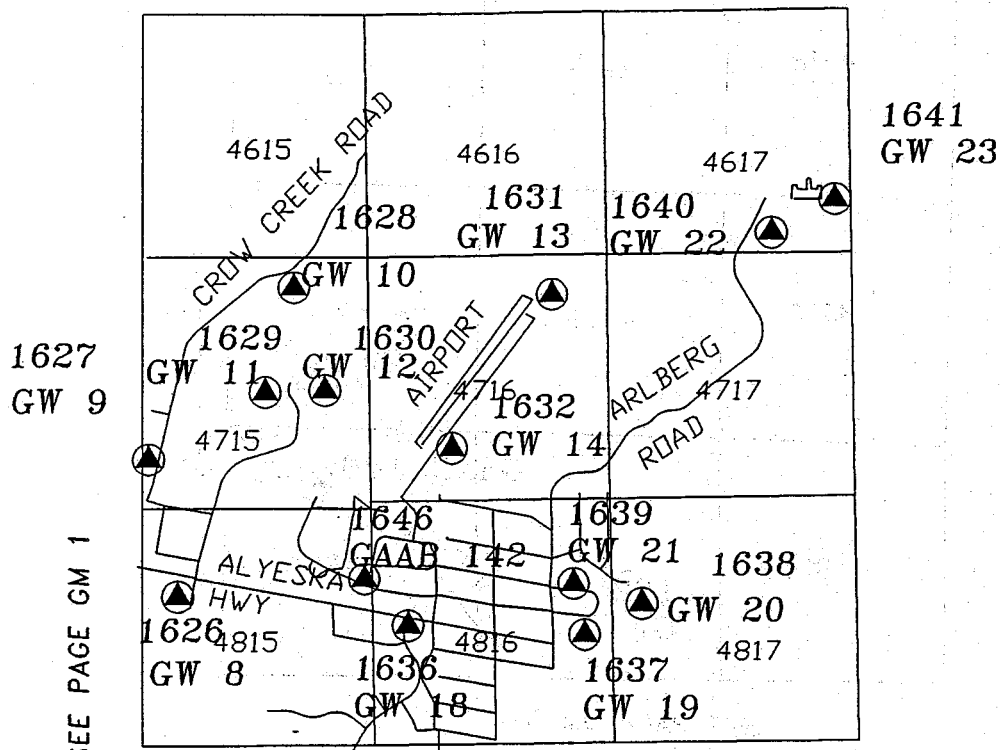 1641
GW 23
4615
CROW CREEK ROAD
4616
4617
1628
GW 10
1631
GW 13
1640
GW 22
1627
GW 9
1629
GW 11
1630
GW 12
AIRPORT
4716
1632
GW 14
ARLBERG
ROAD
4717
4715
1646
GAAB 142
1639
GW 21
1638
GW 20
ALYESKA
HWY
1626
GW 8
4815
4816
4817
1636
GW 18
1637
GW 19
SEE PAGE GM 1